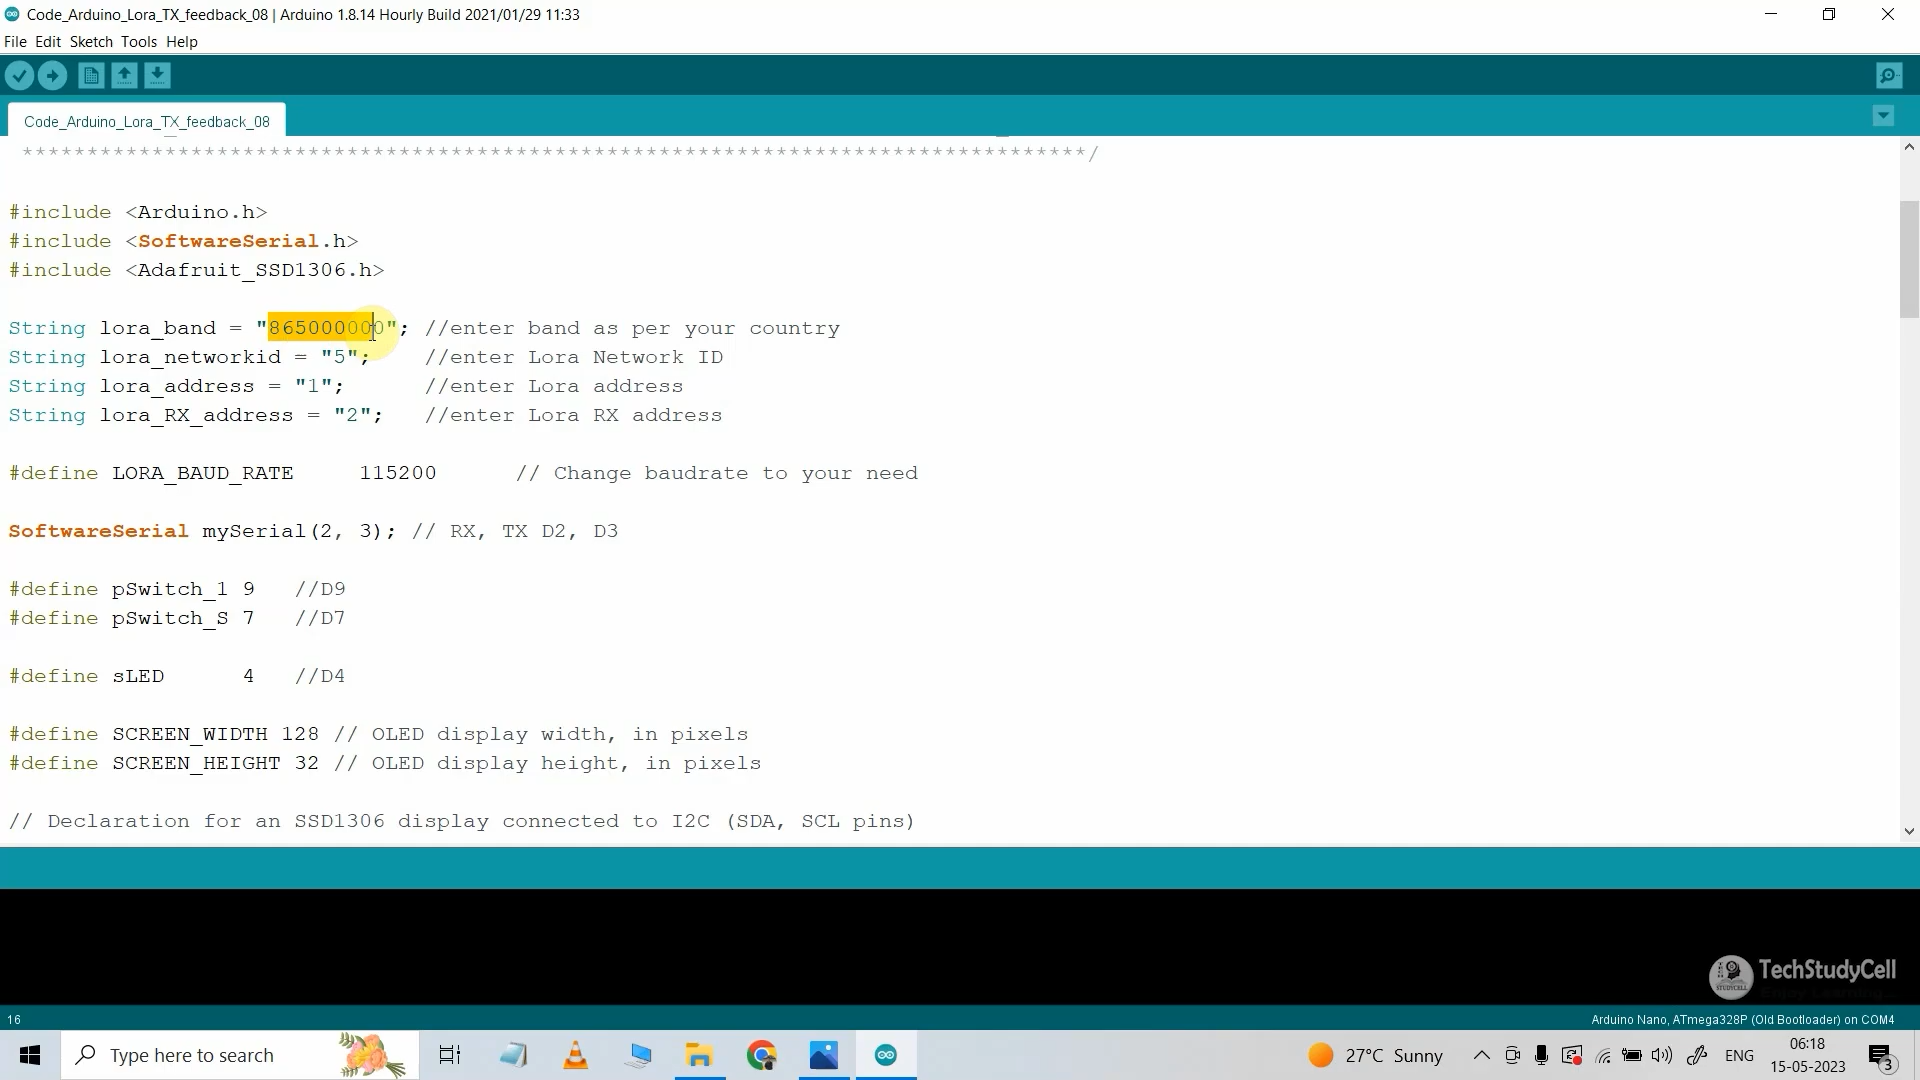 Code_Arduino_Lora_TX_feedback_08 | Arduino 1.8.14 Hourly Build 2021/01/29 11:33
File Edit Sketch Tools Help
Code_Arduino_Lora_TX_feedback_08
**********************************************************************************/
#include <Arduino.h>
#include <SoftwareSerial.h>
#include <Adafruit_SSD1306.h>
String lora_band = "865000000"; //enter band as per your country
String lora_networkid = "5";    //enter Lora Network ID
String lora_address = "1";      //enter Lora address
String lora_RX_address = "2";   //enter Lora RX address
#define LORA_BAUD_RATE     115200      // Change baudrate to your need
SoftwareSerial mySerial(2, 3); // RX, TX D2, D3
#define pSwitch_1 9   //D9
#define pSwitch_S 7   //D7
#define sLED      4   //D4
#define SCREEN_WIDTH 128 // OLED display width, in pixels
#define SCREEN_HEIGHT 32 // OLED display height, in pixels
// Declaration for an SSD1306 display connected to I2C (SDA, SCL pins)
TechStudyCell
STUDYCELL
16
Arduino Nano, ATmega328P (Old Bootloader) on COM4
Type here to search
27°C Sunny
ENG
06:18
15-05-2023
3